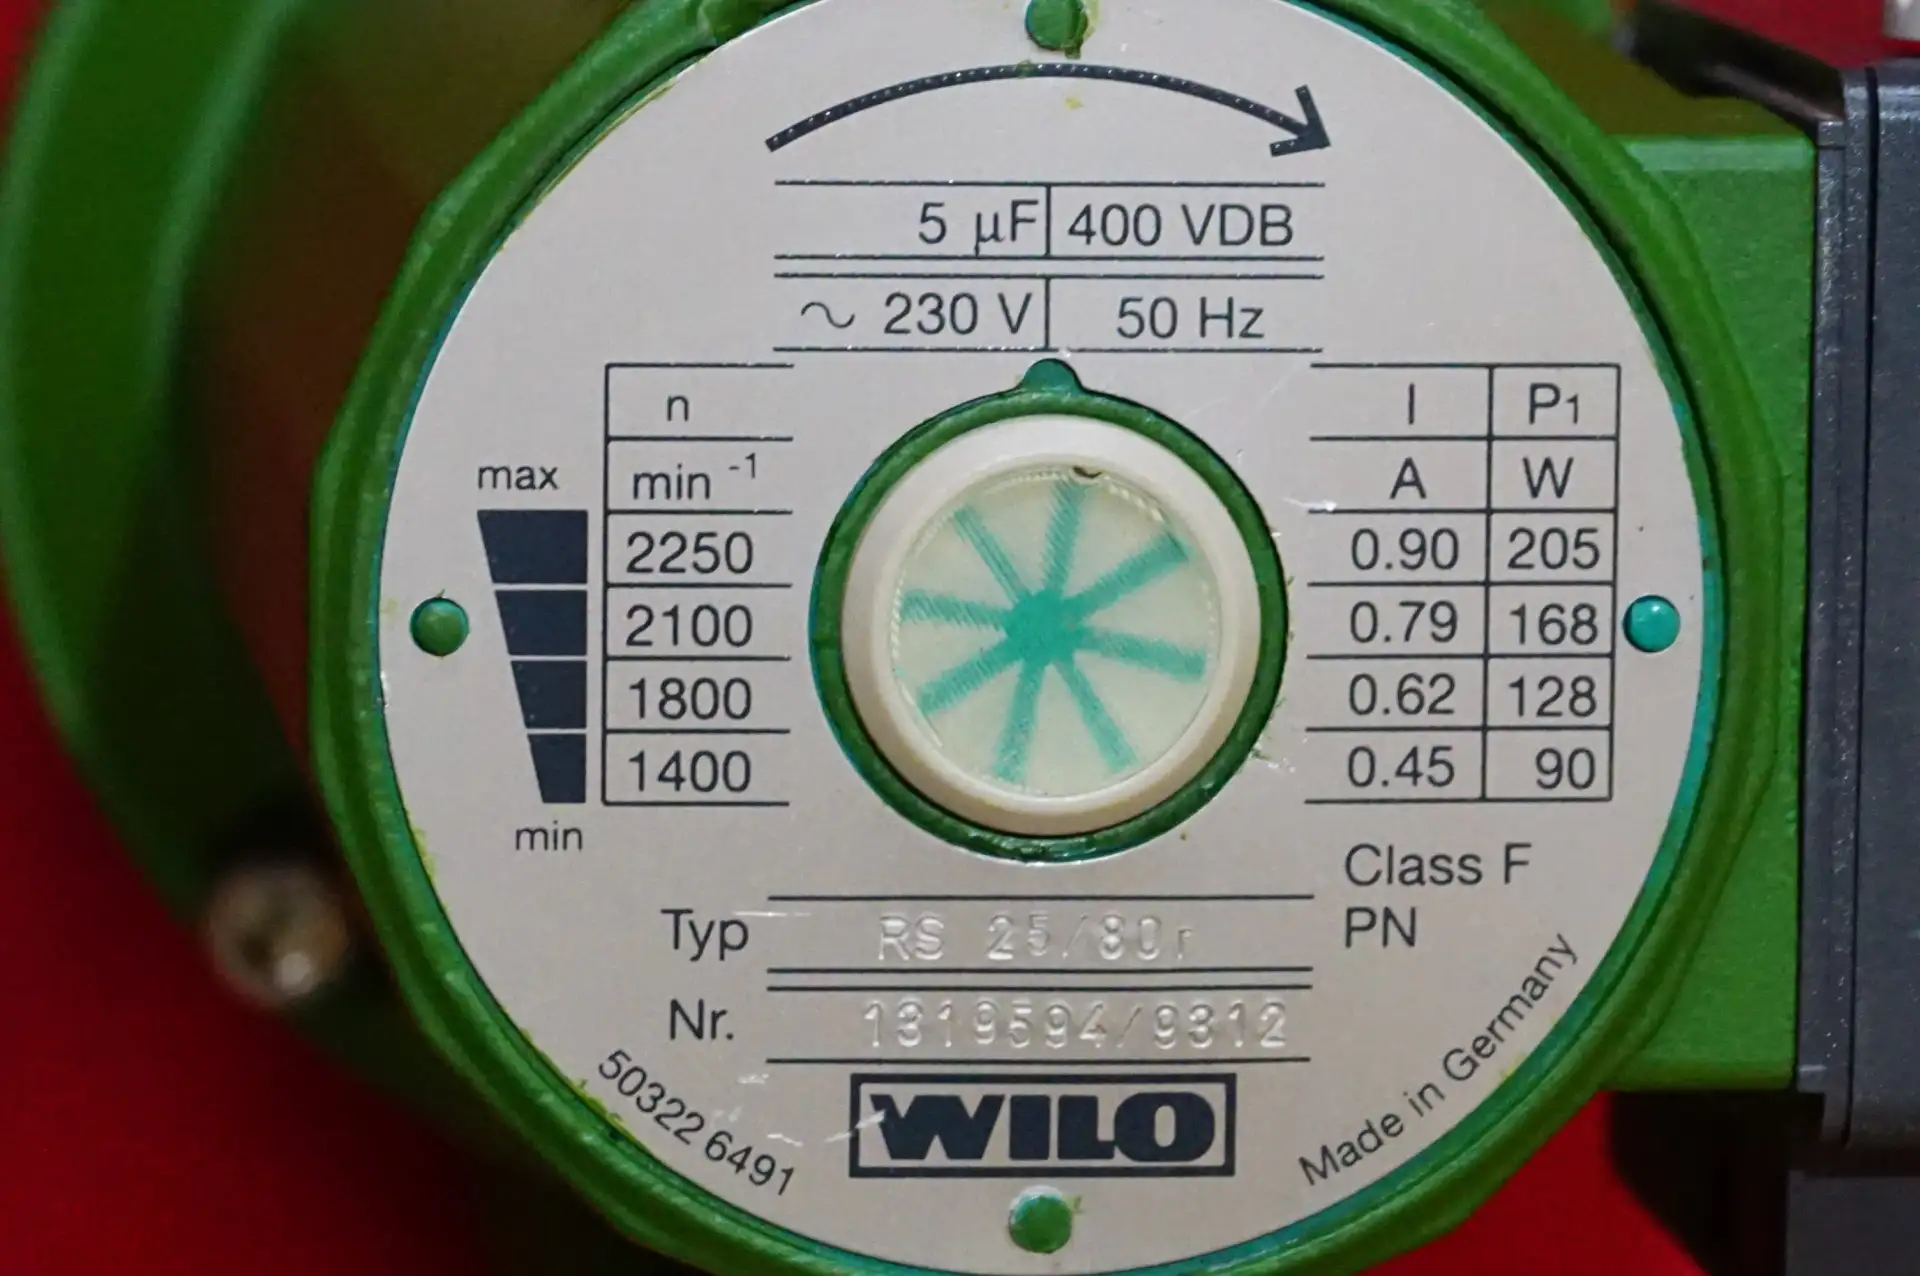 5 µF 400 VDB
~ 230 V 50 Hz
n I P1
max min -1 A W
2250 0.90 205
2100 0.79 168
1800 0.62 128
1400 0.45 90
min
Class F
Typ RS 25/80r PN
Nr. 1319594/9312
50322 6491
WILO
Made in Germany